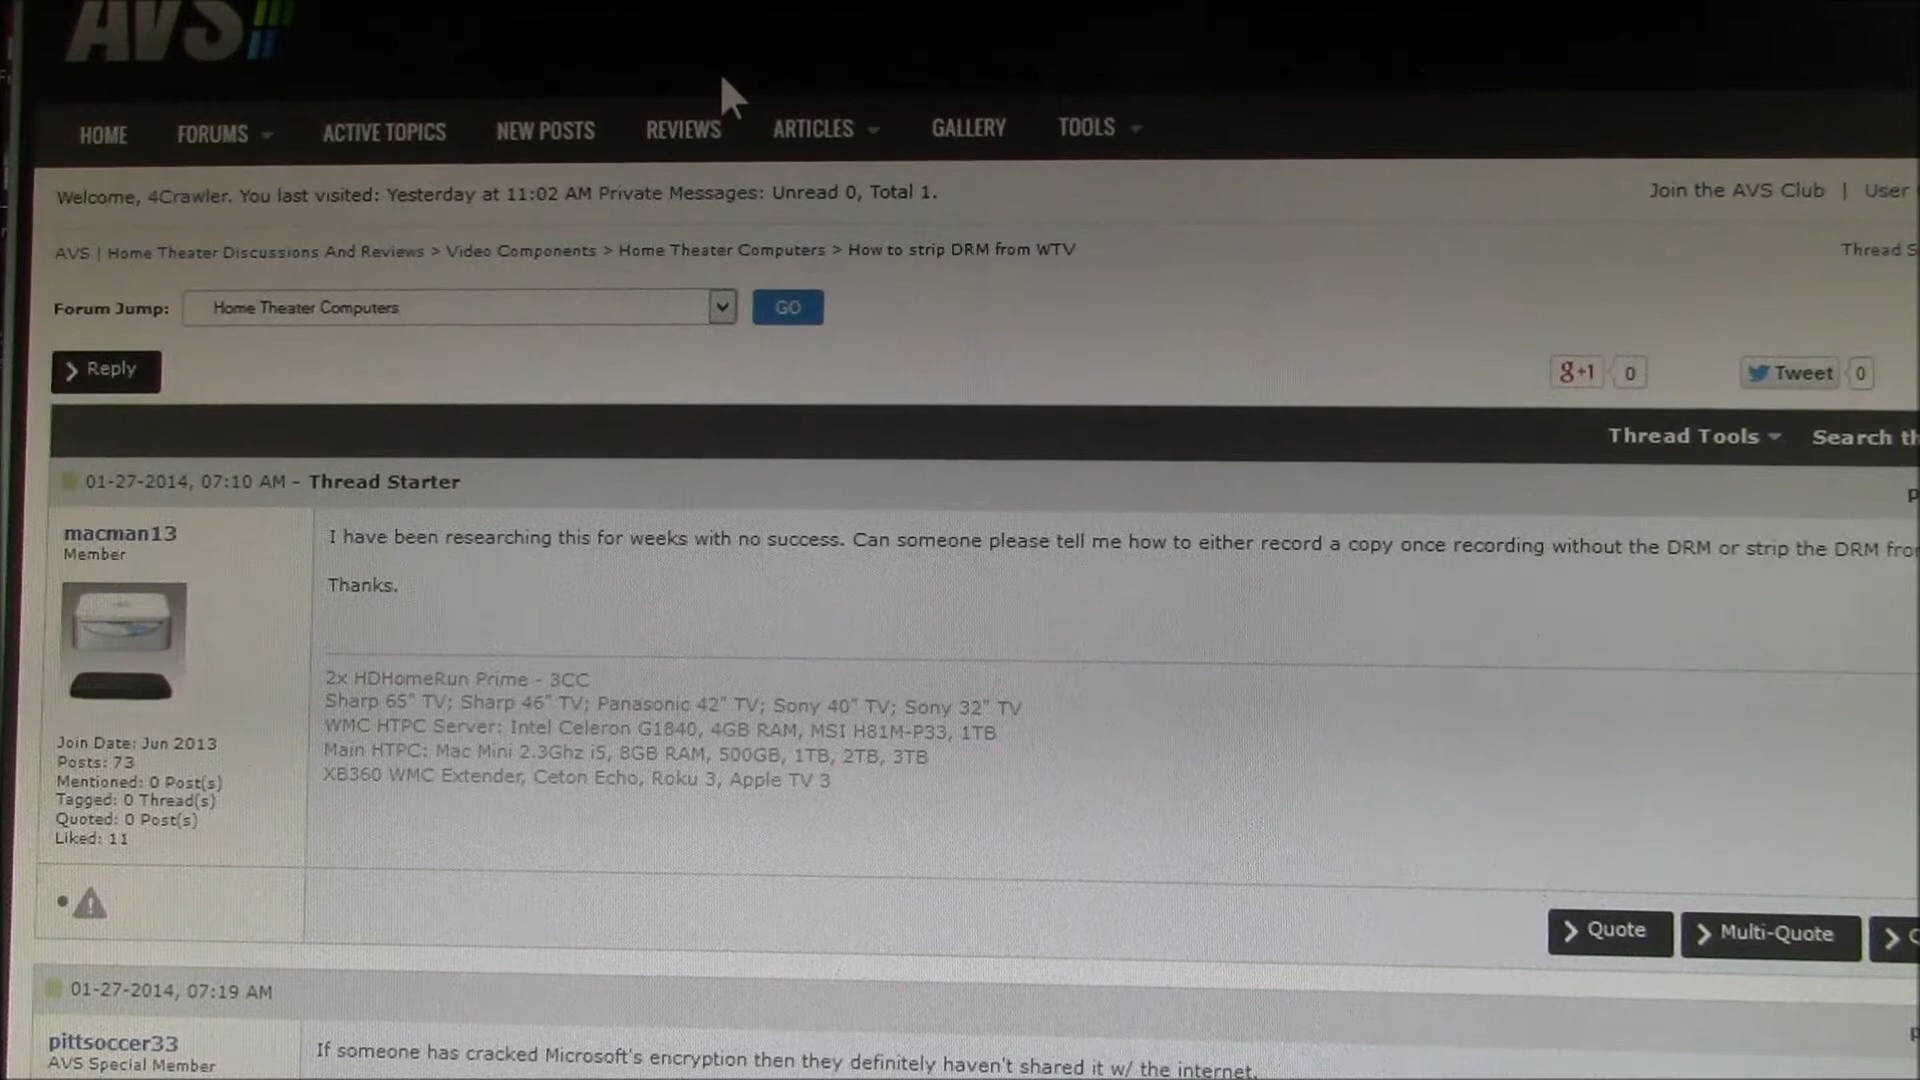 AVS
HOME FORUMS ACTIVE TOPICS NEW POSTS REVIEWS ARTICLES GALLERY TOOLS
Welcome, 4Crawler. You last visited: Yesterday at 11:02 AM Private Messages: Unread 0, Total 1.
Join the AVS Club | User
AVS | Home Theater Discussions And Reviews > Video Components > Home Theater Computers > How to strip DRM from WTV
Thread S
Forum Jump: Home Theater Computers GO
Reply
g+1 0 Tweet 0
Thread Tools Search th
01-27-2014, 07:10 AM - Thread Starter
macman13
Member
I have been researching this for weeks with no success. Can someone please tell me how to either record a copy once recording without the DRM or strip the DRM fro
Thanks.
2x HDHomeRun Prime - 3CC
Sharp 65" TV; Sharp 46" TV; Panasonic 42" TV; Sony 40" TV; Sony 32" TV
WMC HTPC Server: Intel Celeron G1840, 4GB RAM, MSI H81M-P33, 1TB
Main HTPC: Mac Mini 2.3Ghz i5, 8GB RAM, 500GB, 1TB, 2TB, 3TB
XB360 WMC Extender, Ceton Echo, Roku 3, Apple TV 3
Join Date: Jun 2013
Posts: 73
Mentioned: 0 Post(s)
Tagged: 0 Thread(s)
Quoted: 0 Post(s)
Liked: 11
Quote Multi-Quote
01-27-2014, 07:19 AM
pittsoccer33
AVS Special Member
If someone has cracked Microsoft's encryption then they definitely haven't shared it w/ the internet.